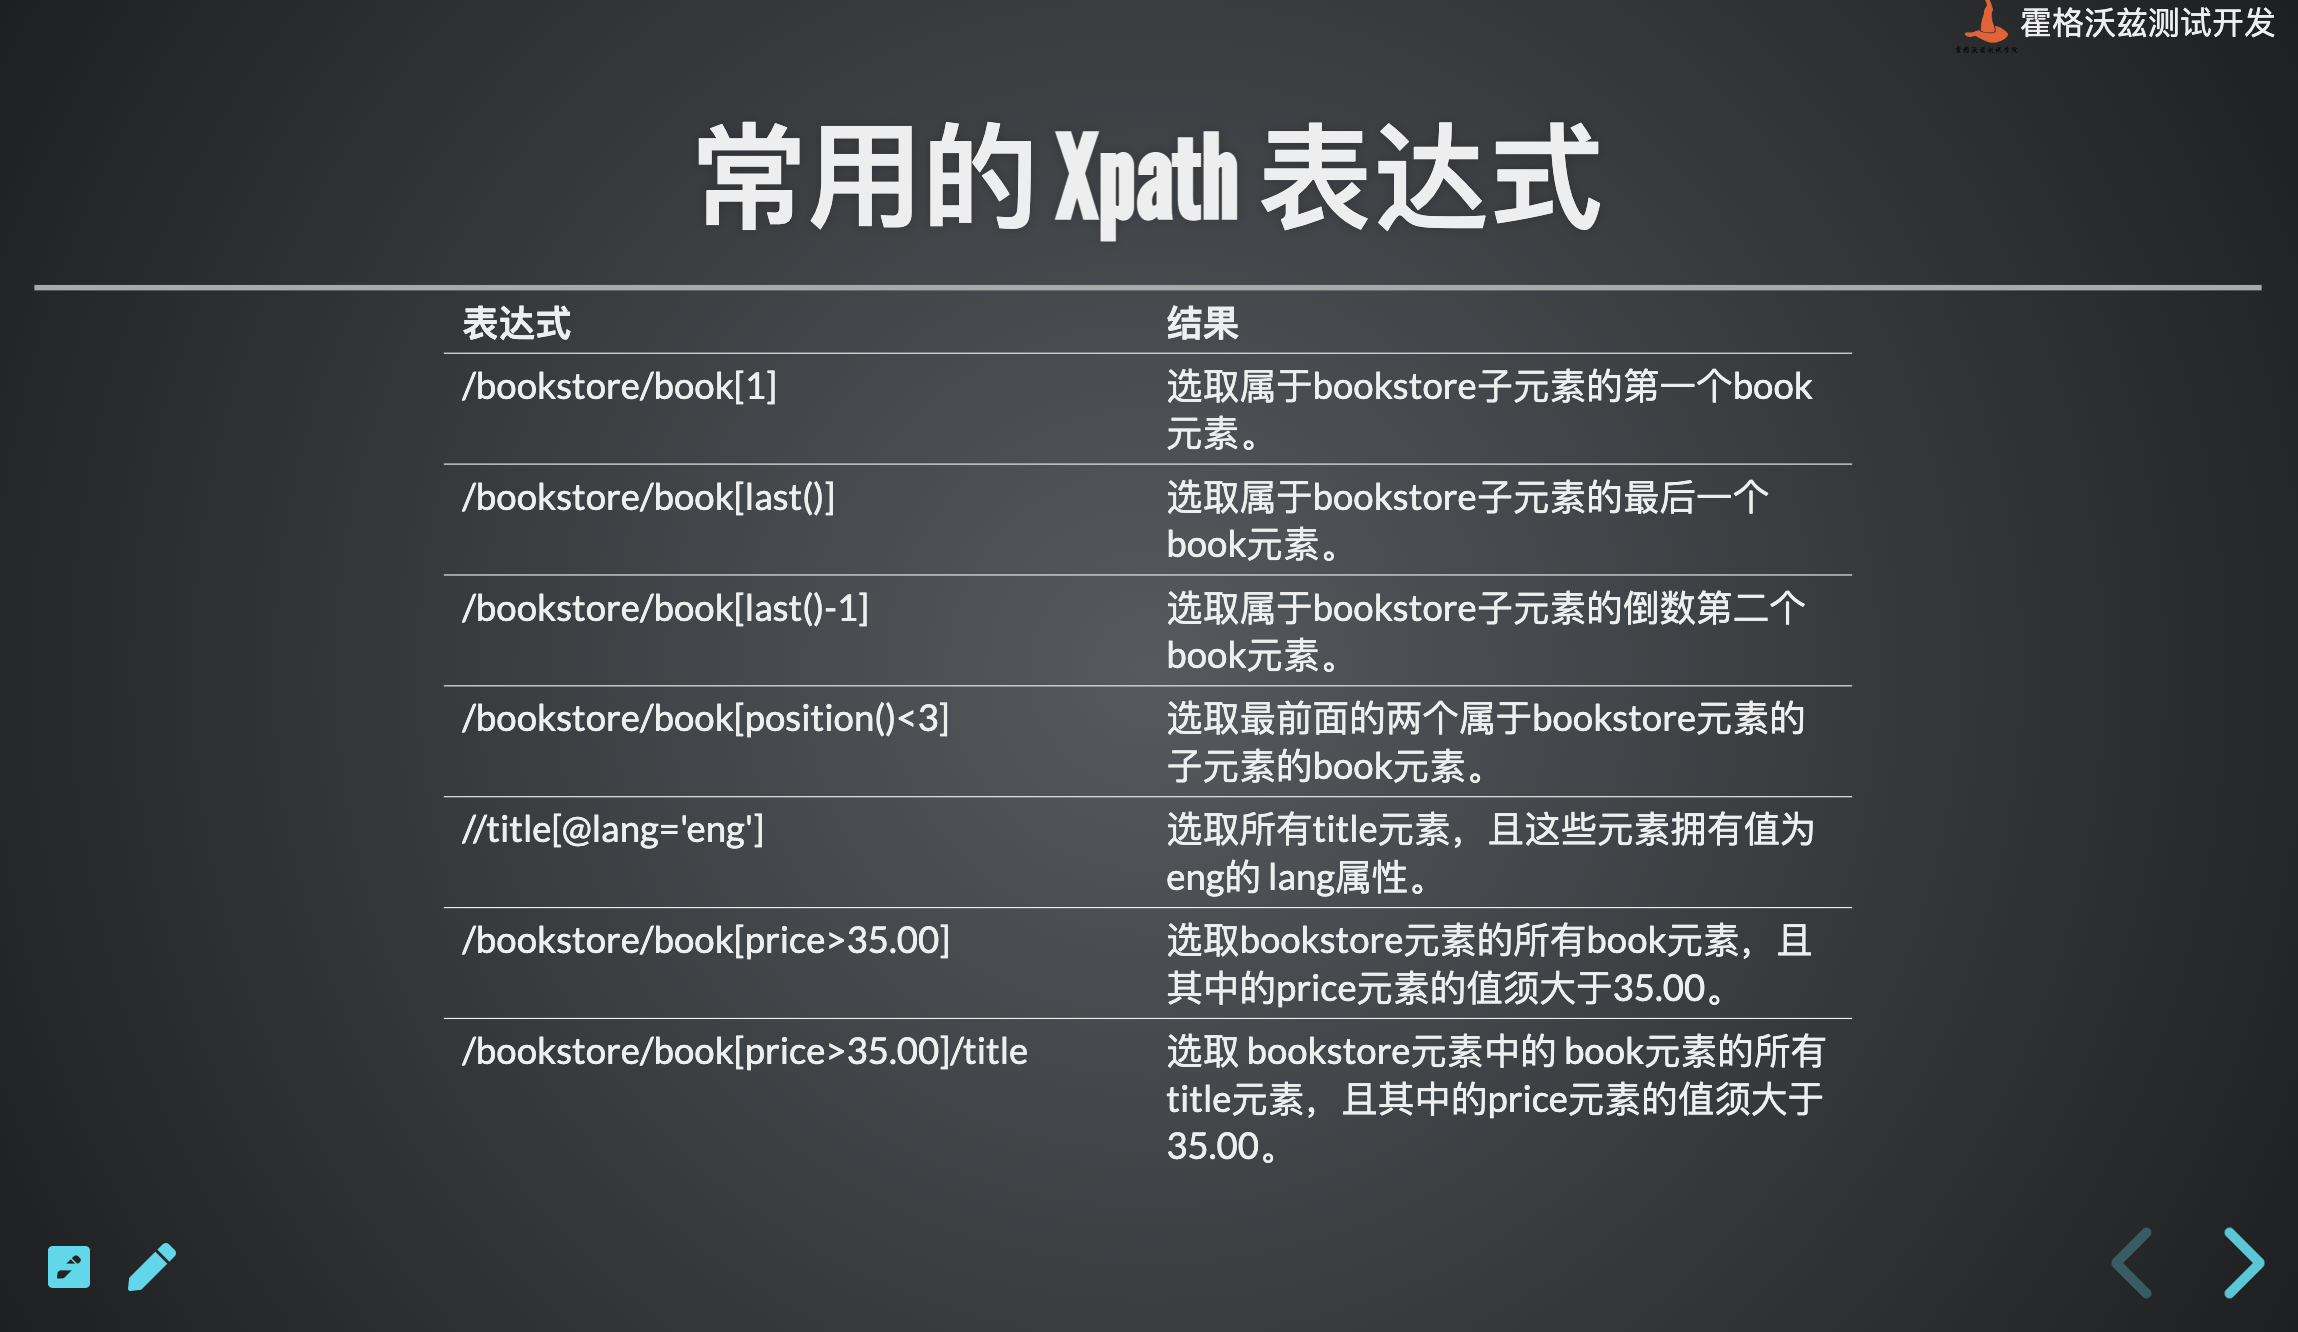 霍格沃兹测试开发
霍格沃兹测试学院
常用的 Xpath 表达式
表达式
结果
/bookstore/book[1]
选取属于bookstore子元素的第一个book
元素。
/bookstore/book[last()]
选取属于bookstore子元素的最后一个
book元素。
/bookstore/book[last()-1]
选取属于bookstore子元素的倒数第二个
book元素。
/bookstore/book[position()<3]
选取最前面的两个属于bookstore元素的
子元素的book元素。
//title[@lang='eng']
选取所有title元素，且这些元素拥有值为
eng的 lang属性。
/bookstore/book[price>35.00]
选取bookstore元素的所有book元素，且
其中的price元素的值须大于35.00。
/bookstore/book[price>35.00]/title
选取 bookstore元素中的 book元素的所有
title元素，且其中的price元素的值须大于
35.00。